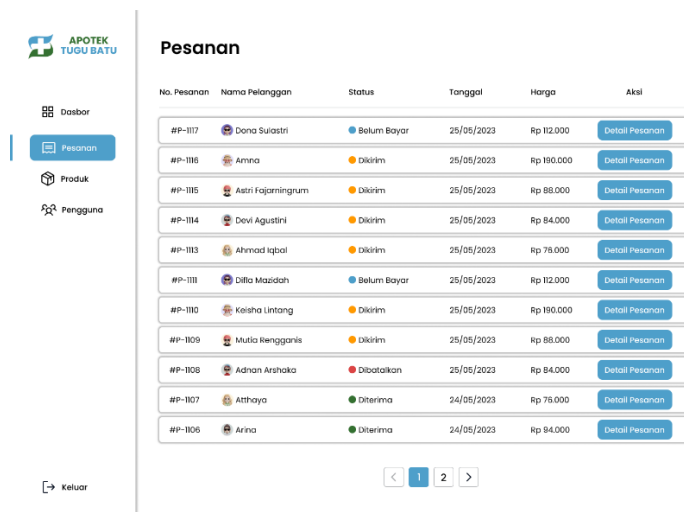 APOTEK
TUGU BATU
Dasbor
Pesanan
Produk
Pengguna
Keluar
Pesanan
No. Pesanan Nama Pelanggan Status Tanggal Harga Aksi
#P-1117 Dona Sulastri Belum Bayar 25/05/2023 Rp 112.000 Detail Pesanan
#P-1116 Amna Dikirim 25/05/2023 Rp 190.000 Detail Pesanan
#P-1115 Astri Fajarningrum Dikirim 25/05/2023 Rp 88.000 Detail Pesanan
#P-1114 Devi Agustini Dikirim 25/05/2023 Rp 84.000 Detail Pesanan
#P-1113 Ahmad Iqbal Dikirim 25/05/2023 Rp 76.000 Detail Pesanan
#P-1111 Difla Mazidah Belum Bayar 25/05/2023 Rp 112.000 Detail Pesanan
#P-1110 Keisha Lintang Dikirim 25/05/2023 Rp 190.000 Detail Pesanan
#P-1109 Mutia Rengganis Dikirim 25/05/2023 Rp 88.000 Detail Pesanan
#P-1108 Adnan Arshaka Dibatalkan 25/05/2023 Rp 84.000 Detail Pesanan
#P-1107 Atthaya Diterima 24/05/2023 Rp 76.000 Detail Pesanan
#P-1106 Arina Diterima 24/05/2023 Rp 94.000 Detail Pesanan
< 1 2 >